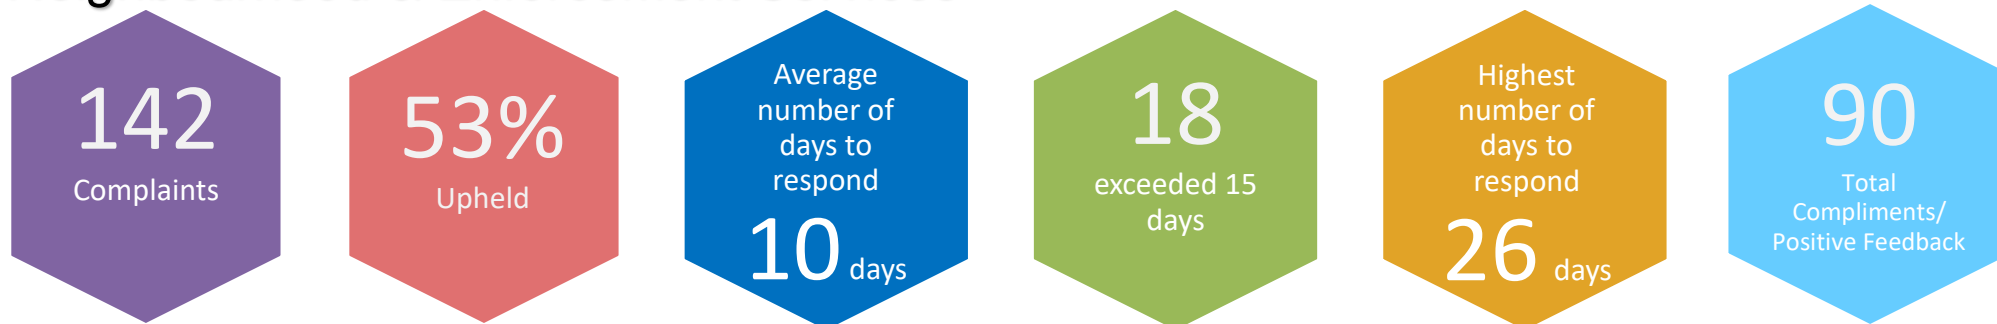 142
Complaints
53%
Upheld
Average
number of
days to
respond
10 days
18
exceeded 15
days
Highest
number of
days to
respond
26 days
90
Total
Compliments/
Positive Feedback